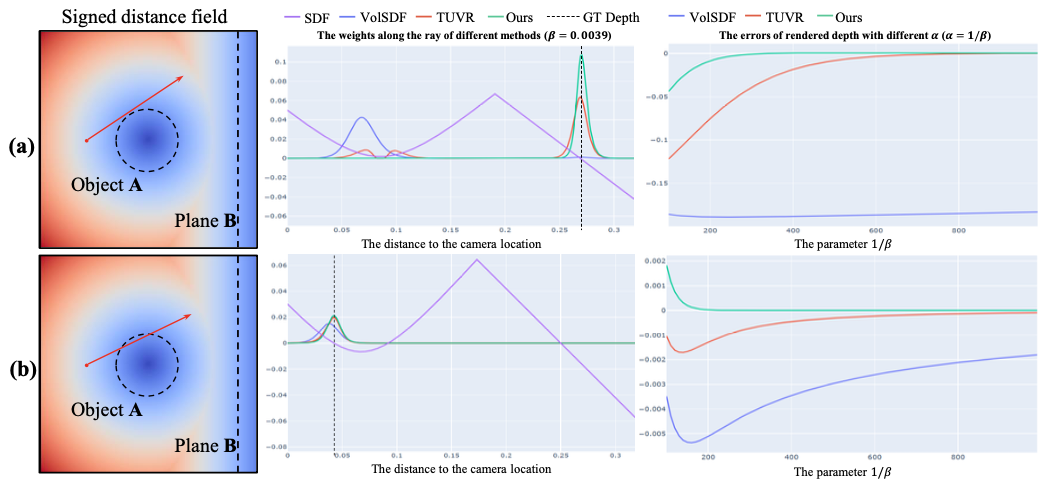 Signed distance field
SDF VolSDF TUVR Ours GT Depth
The weights along the ray of different methods (β = 0.0039)
VolSDF TUVR Ours
The errors of rendered depth with different α (α = 1/β)
(a)
Object A
Plane B
0.1
0.08
0.06
0.04
0.02
0
−0.02
−0.04
−0.06
0 0.05 0.1 0.15 0.2 0.25 0.3
The distance to the camera location
0
−0.05
−0.1
−0.15
200 400 600 800
The parameter 1/β
(b)
Object A
Plane B
0.06
0.04
0.02
0
−0.02
−0.04
−0.06
−0.08
0 0.05 0.1 0.15 0.2 0.25 0.3
The distance to the camera location
0.002
0.001
0
−0.001
−0.002
−0.003
−0.004
−0.005
200 400 600 800
The parameter 1/β